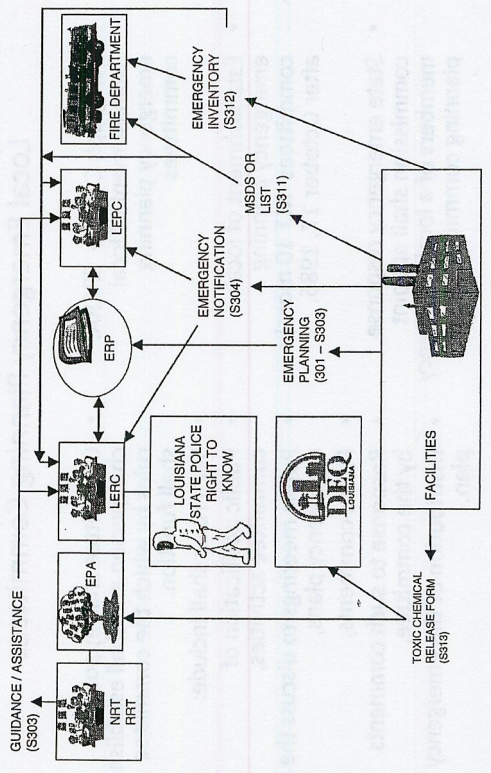 GUIDANCE / ASSISTANCE
(S303)
NRT
RRT
EPA
LERC
ERP
LEPC
FIRE DEPARTMENT
LOUISIANA
STATE POLICE
RIGHT TO
KNOW
EMERGENCY
NOTIFICATION
(S304)
MSDS OR
LIST
(S311)
EMERGENCY
INVENTORY
(S312)
EMERGENCY
PLANNING
(301 – S303)
DEQ
LOUISIANA
TOXIC CHEMICAL
RELEASE FORM
(S313)
FACILITIES